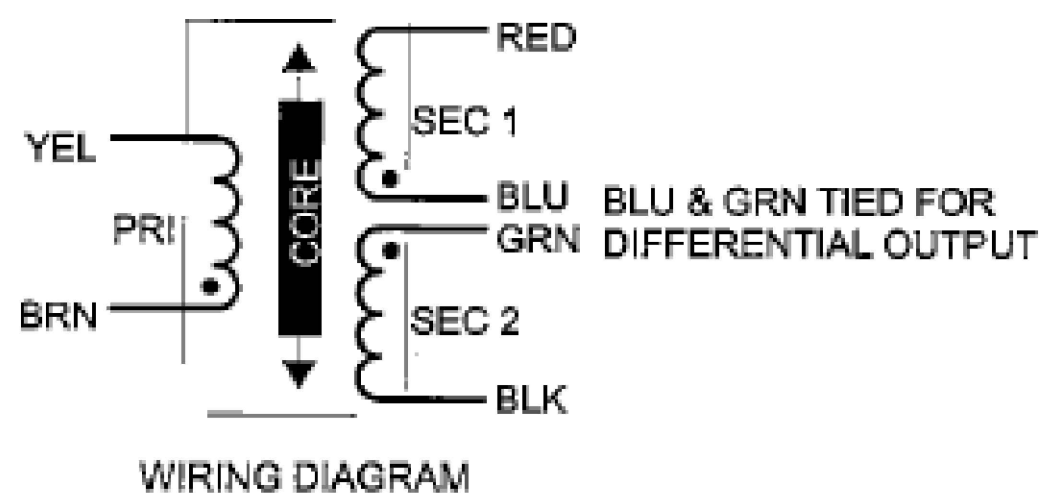 RED
SEC 1
YEL
CORE
BLU
BLU & GRN TIED FOR
PRI
GRN
DIFFERENTIAL OUTPUT
BRN
SEC 2
BLK
WIRING DIAGRAM